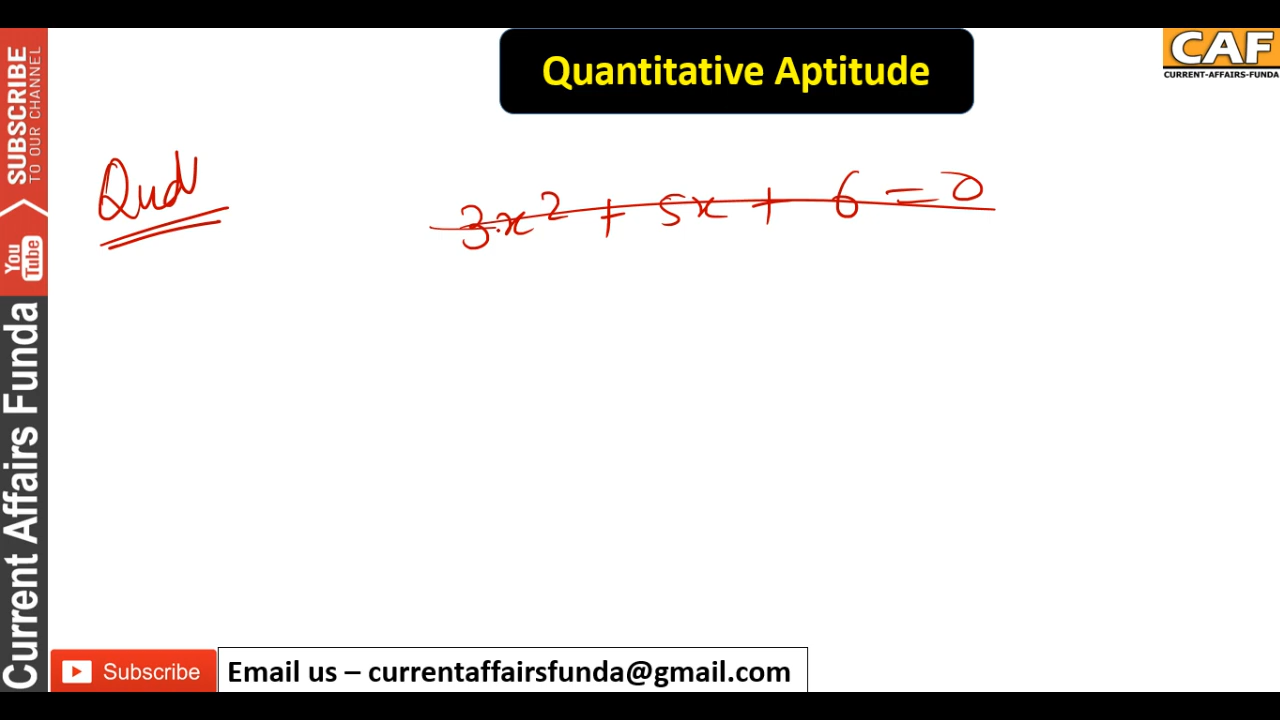 Quantitative Aptitude
CAF
CURRENT-AFFAIRS-FUNDA
SUBSCRIBE
TO OUR CHANNEL
You
Tube
Current Affairs Funda
Qud
3x² + 5x + 6 = 0
Subscribe
Email us – currentaffairsfunda@gmail.com